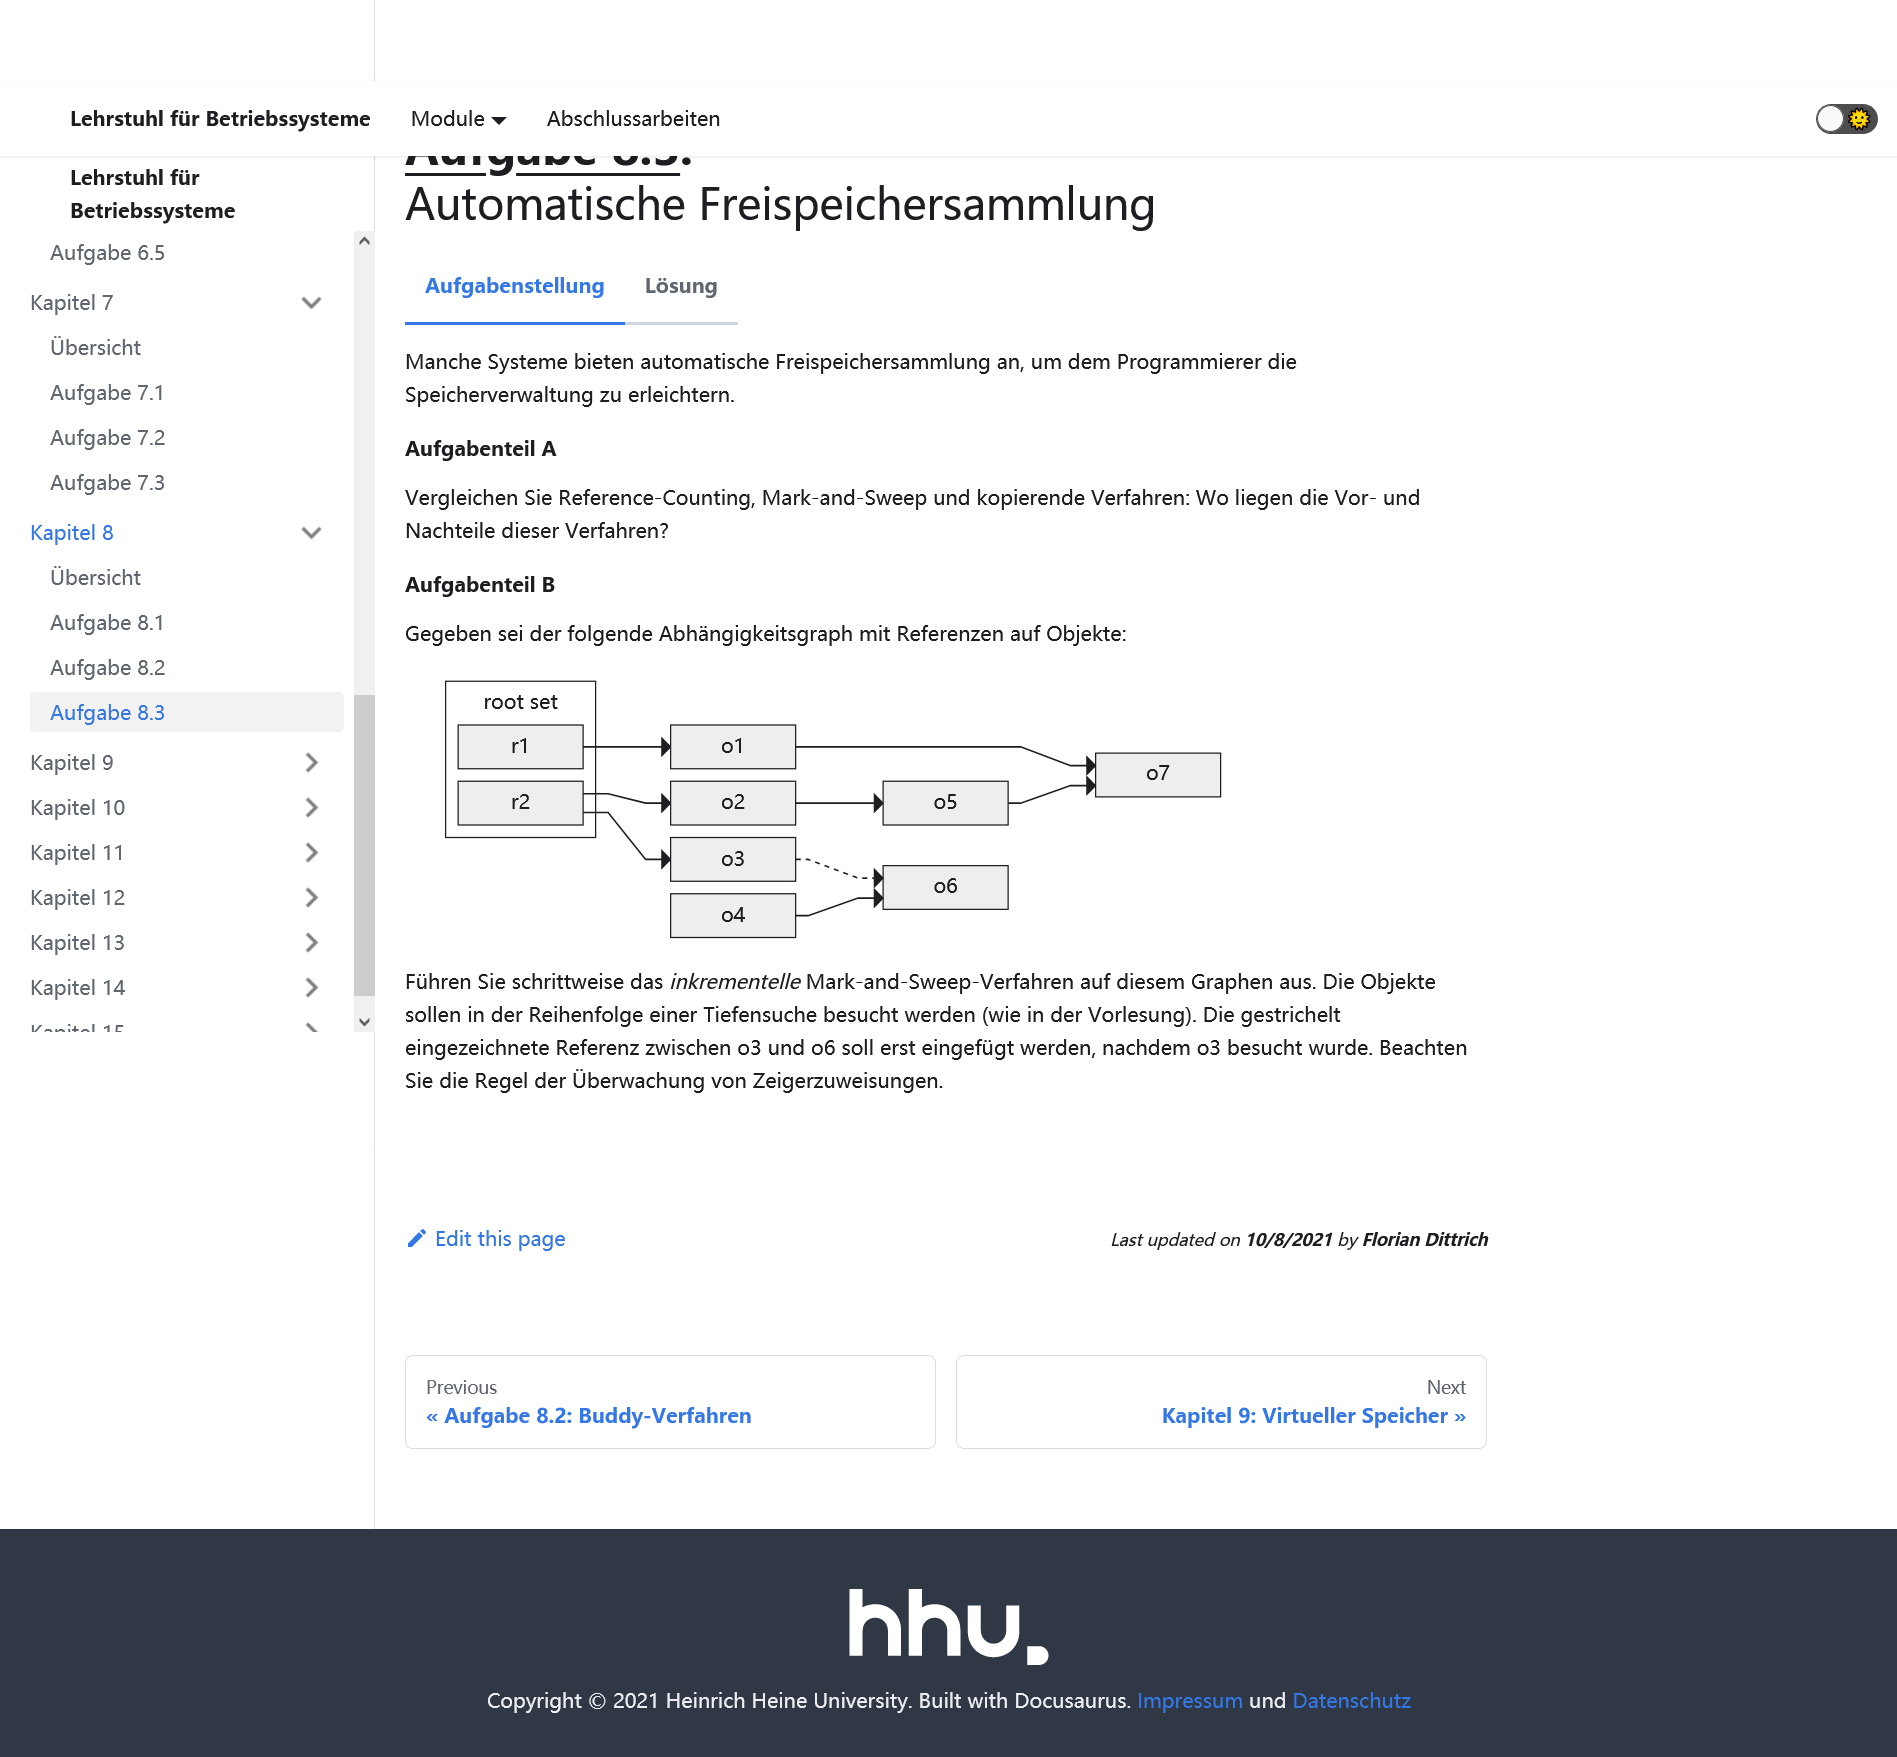 Lehrstuhl für Betriebssysteme
Module
Abschlussarbeiten
Lehrstuhl für
Betriebssysteme
Aufgabe 6.5
Kapitel 7
Übersicht
Aufgabe 7.1
Aufgabe 7.2
Aufgabe 7.3
Kapitel 8
Übersicht
Aufgabe 8.1
Aufgabe 8.2
Aufgabe 8.3
Kapitel 9
Kapitel 10
Kapitel 11
Kapitel 12
Kapitel 13
Kapitel 14
Kapitel 15
Aufgabe 8.3:
Automatische Freispeichersammlung
Aufgabenstellung
Lösung
Manche Systeme bieten automatische Freispeichersammlung an, um dem Programmierer die
Speicherverwaltung zu erleichtern.
Aufgabenteil A
Vergleichen Sie Reference-Counting, Mark-and-Sweep und kopierende Verfahren: Wo liegen die Vor- und
Nachteile dieser Verfahren?
Aufgabenteil B
Gegeben sei der folgende Abhängigkeitsgraph mit Referenzen auf Objekte:
root set
r1
o1
o7
r2
o2
o5
o3
o6
o4
Führen Sie schrittweise das inkrementelle Mark-and-Sweep-Verfahren auf diesem Graphen aus. Die Objekte
sollen in der Reihenfolge einer Tiefensuche besucht werden (wie in der Vorlesung). Die gestrichelt
eingezeichnete Referenz zwischen o3 und o6 soll erst eingefügt werden, nachdem o3 besucht wurde. Beachten
Sie die Regel der Überwachung von Zeigerzuweisungen.
Edit this page
Last updated on 10/8/2021 by Florian Dittrich
Previous
« Aufgabe 8.2: Buddy-Verfahren
Next
Kapitel 9: Virtueller Speicher »
hhu.
Copyright © 2021 Heinrich Heine University. Built with Docusaurus. Impressum und Datenschutz